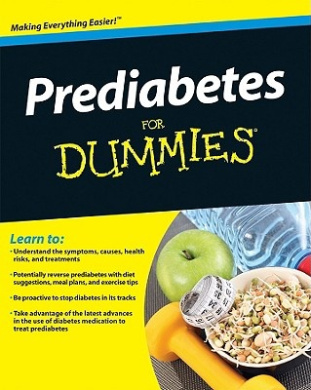 Making Everything Easier!™
Prediabetes
FOR
DUMMIES®
Learn to:
• Understand the symptoms, causes, health
risks, and treatments
• Potentially reverse prediabetes with diet
suggestions, meal plans, and exercise tips
• Be proactive to stop diabetes in its tracks
• Take advantage of the latest advances
in the use of diabetes medication to
treat prediabetes